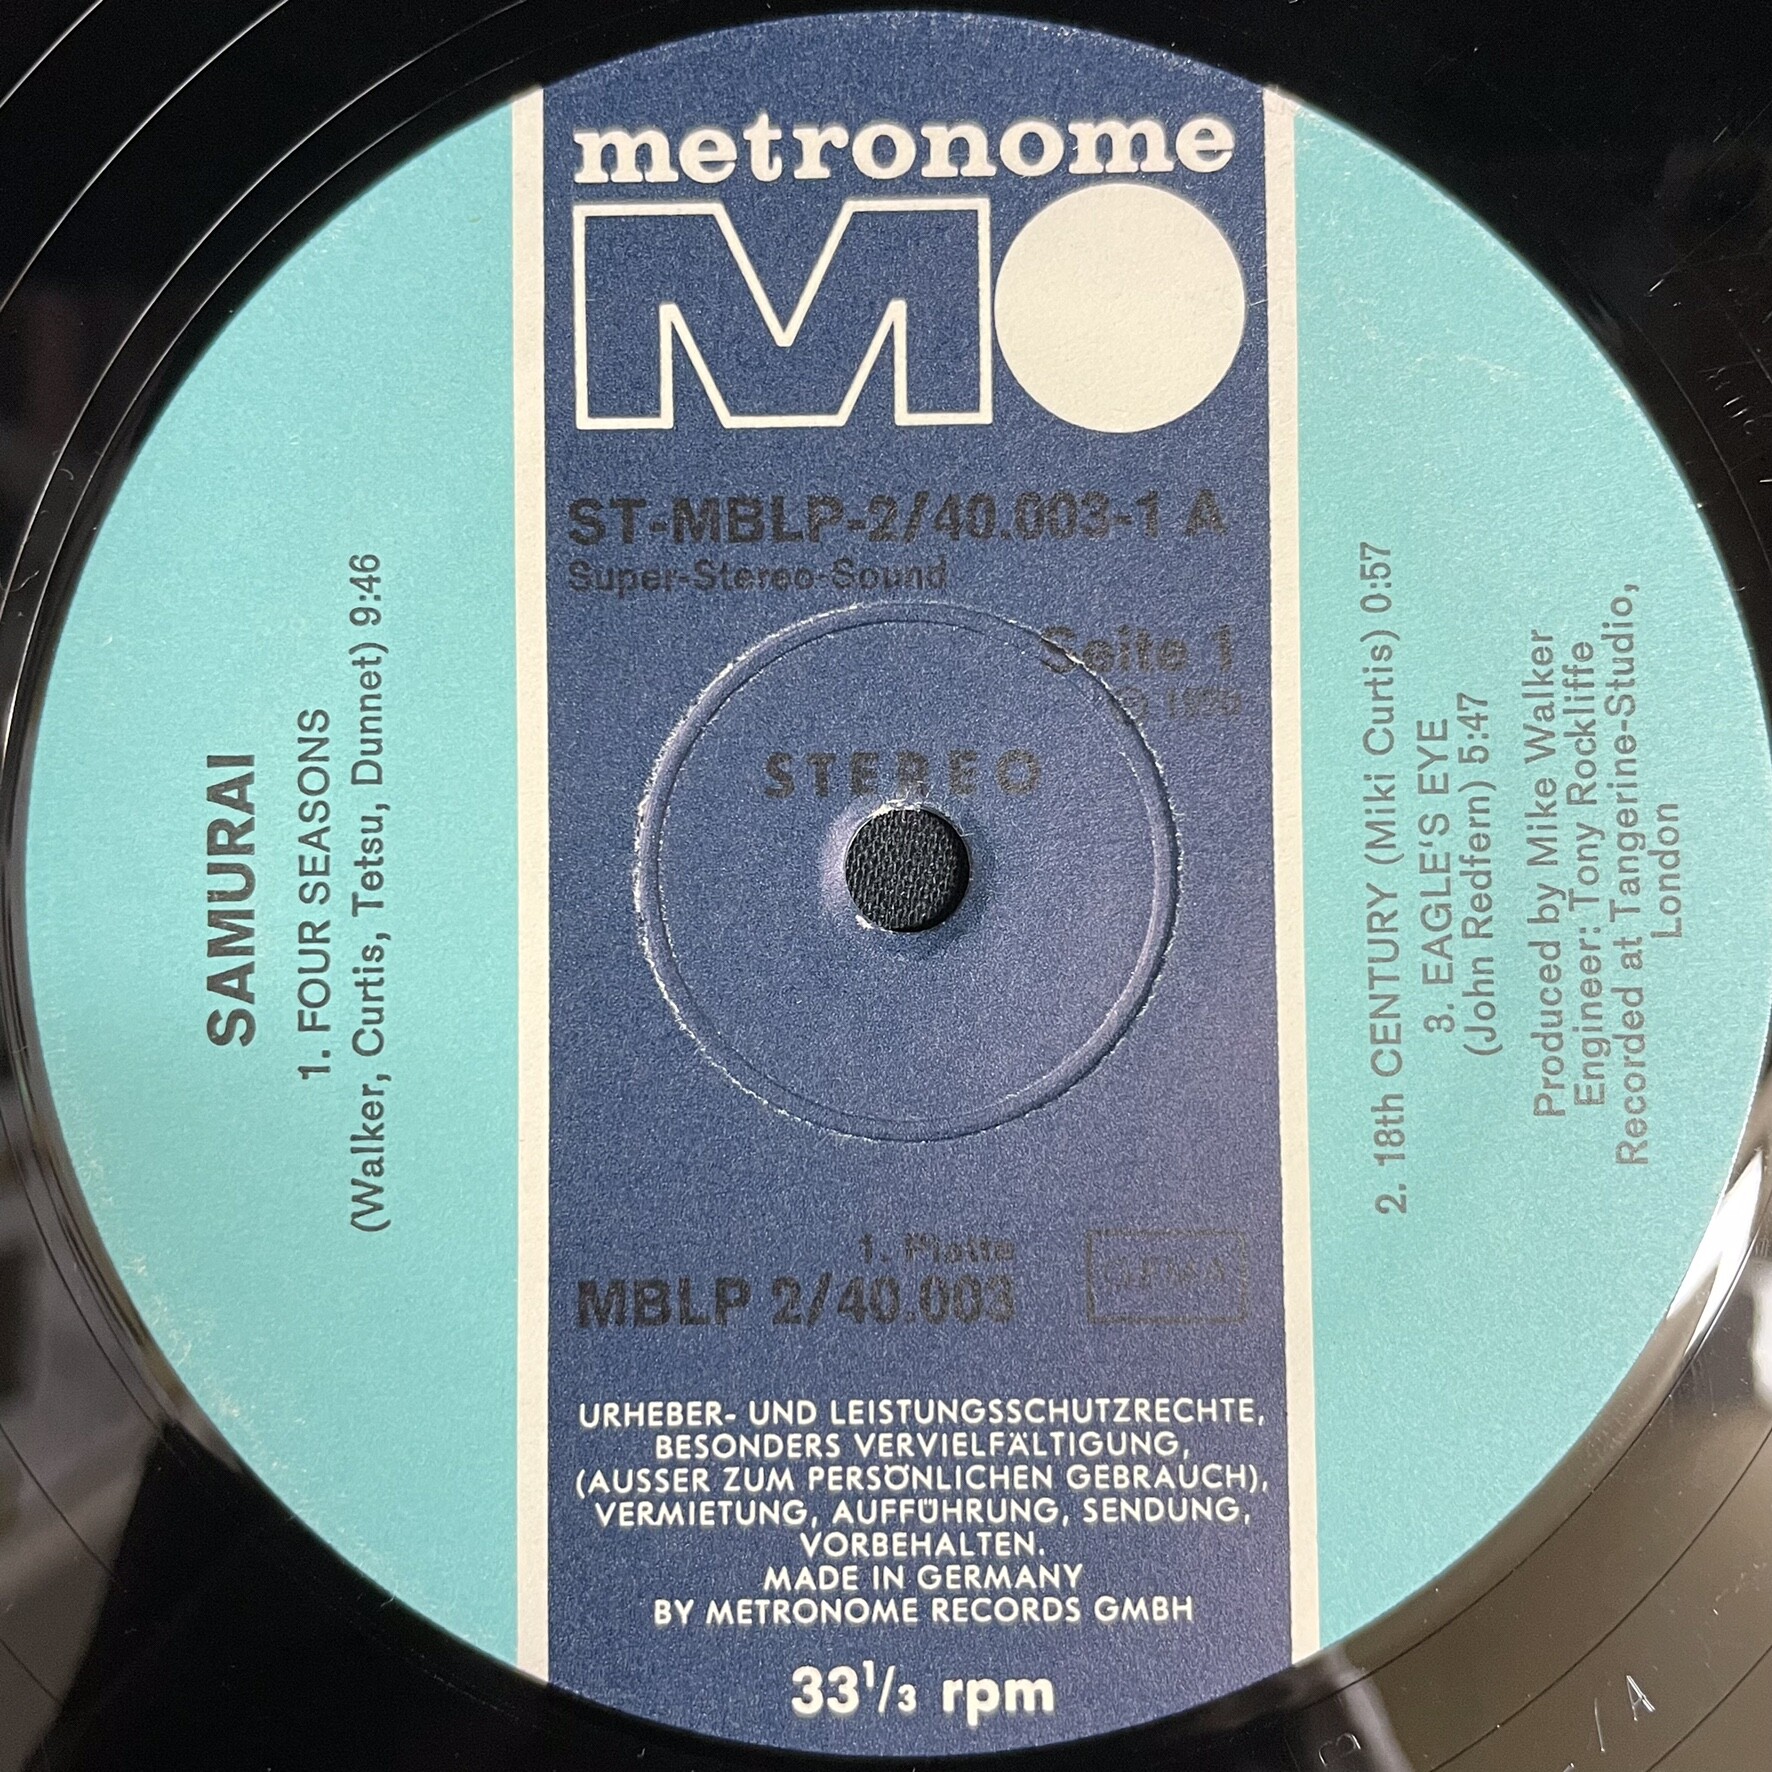 metronome
MO
ST-MBLP-2/40.003-1 A
Super-Stereo-Sound
Seite 1
STEREO
SAMURAI
1. FOUR SEASONS
(Walker, Curtis, Tetsu, Dunnet) 9:46
2. 18th CENTURY (Miki Curtis) 0:57
3. EAGLE'S EYE
(John Redfern) 5:47
Produced by Mike Walker
Engineer: Tony Rockliffe
Recorded at Tangerine-Studio,
London
1. Platte
MBLP 2/40.003
URHEBER- UND LEISTUNGSSCHUTZRECHTE,
BESONDERS VERVIELFÄLTIGUNG,
(AUSSER ZUM PERSÖNLICHEN GEBRAUCH),
VERMIETUNG, AUFFÜHRUNG, SENDUNG,
VORBEHALTEN.
MADE IN GERMANY
BY METRONOME RECORDS GMBH
33 1/3 rpm